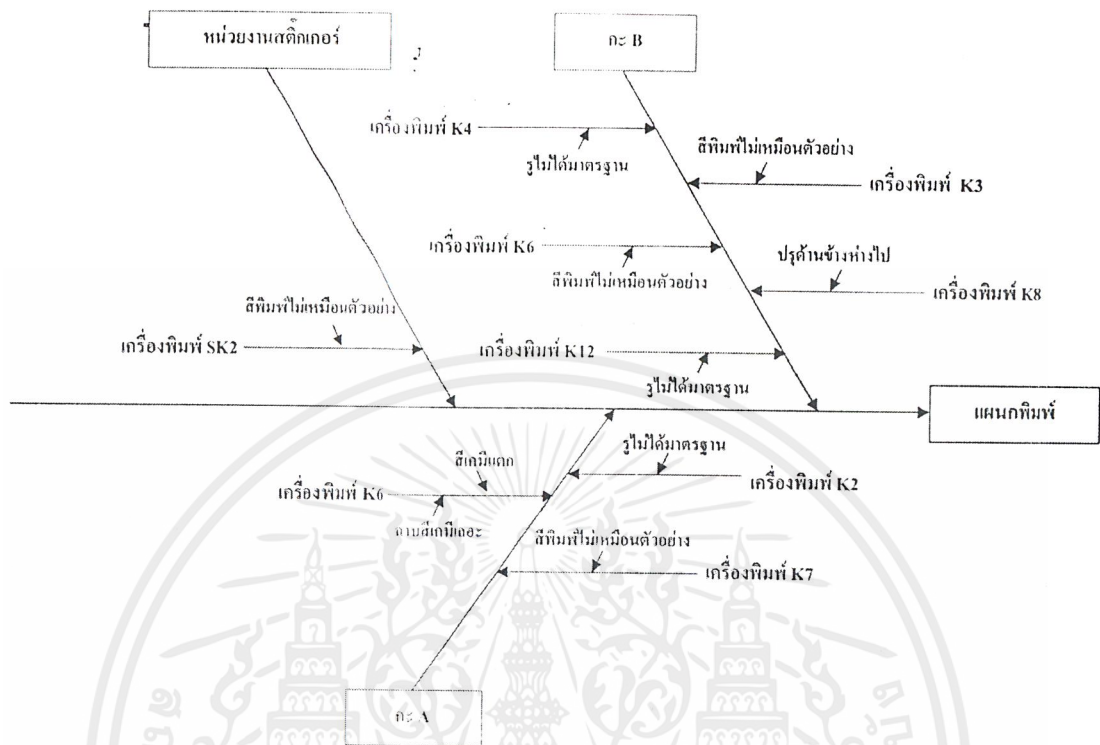 หน่วยงานสติ๊กเกอร์
กะ B
เครื่องพิมพ์ K4
รูไม่ได้มาตรฐาน
สีพิมพ์ไม่เหมือนตัวอย่าง
เครื่องพิมพ์ K3
เครื่องพิมพ์ K6
สีพิมพ์ไม่เหมือนตัวอย่าง
ปรุด้านข้างห่างไป
เครื่องพิมพ์ K8
สีพิมพ์ไม่เหมือนตัวอย่าง
เครื่องพิมพ์ SK2
เครื่องพิมพ์ K12
รูไม่ได้มาตรฐาน
แผนกพิมพ์
รูไม่ได้มาตรฐาน
สีเคมีแตก
เครื่องพิมพ์ K2
เครื่องพิมพ์ K6
คาบสีเคมีเลอะ
สีพิมพ์ไม่เหมือนตัวอย่าง
เครื่องพิมพ์ K7
กะ A